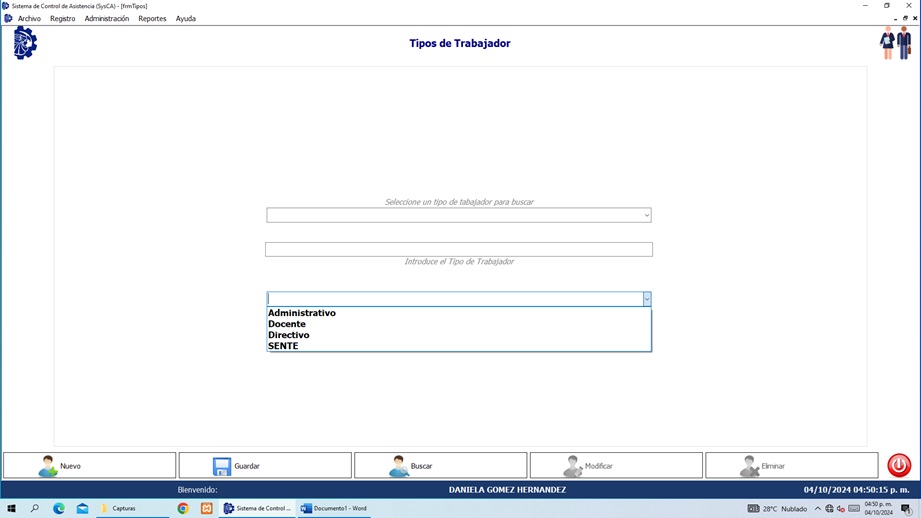 Sistema de Control de Asistencia (SysCA) - [frmTipos]
Archivo Registro Administración Reportes Ayuda
Tipos de Trabajador
Seleccione un tipo de tabajador para buscar
Introduce el Tipo de Trabajador
Administrativo
Docente
Directivo
SENTE
Nuevo Guardar Buscar Modificar Eliminar
Bienvenido: DANIELA GOMEZ HERNANDEZ 04/10/2024 04:50:15 p. m.
Capturas Sistema de Control ... Documento1 - Word 28°C Nublado 04:50 p. m.
04/10/2024